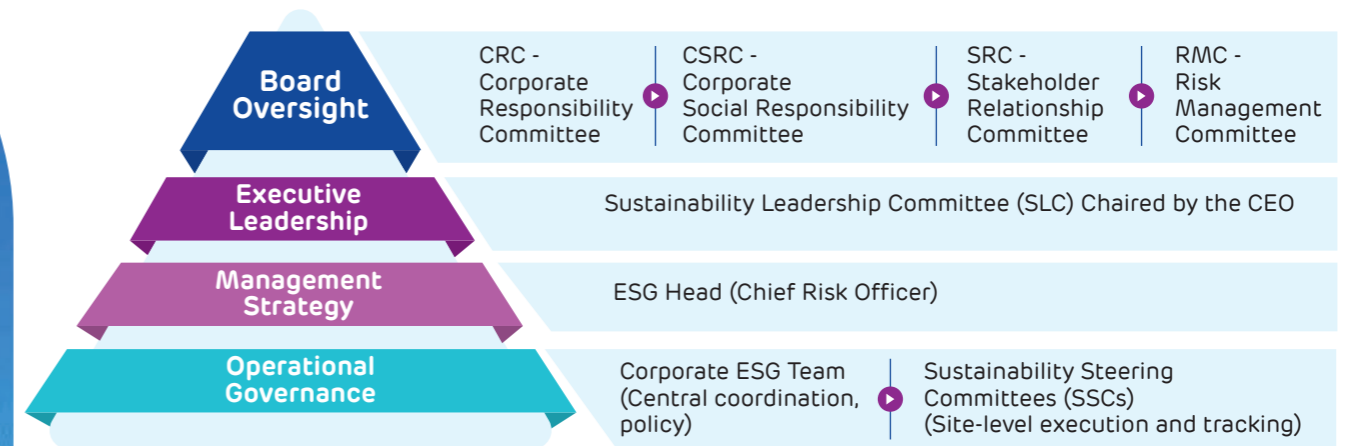 Board
Oversight
CRC -
Corporate
Responsibility
Committee
CSRC -
Corporate
Social Responsibility
Committee
SRC -
Stakeholder
Relationship
Committee
RMC -
Risk
Management
Committee
Executive
Leadership
Sustainability Leadership Committee (SLC) Chaired by the CEO
Management
Strategy
ESG Head (Chief Risk Officer)
Operational
Governance
Corporate ESG Team
(Central coordination,
policy)
Sustainability Steering
Committees (SSCs)
(Site-level execution and tracking)